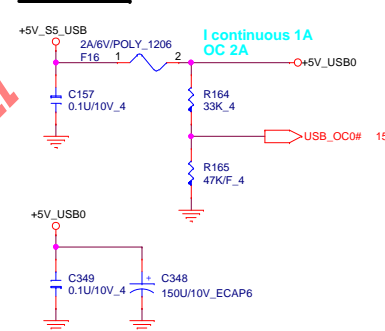 +5V_S5_USB
I continuous 1A
OC 2A
2A/6V/POLY_1206
F16 1 2
+5V_USB0
C157
0.1U/10V_4
R164
33K_4
USB_OC0# 15
R165
47K/F_4
+5V_USB0
C349
0.1U/10V_4
+ C348
150U/10V_ECAP6